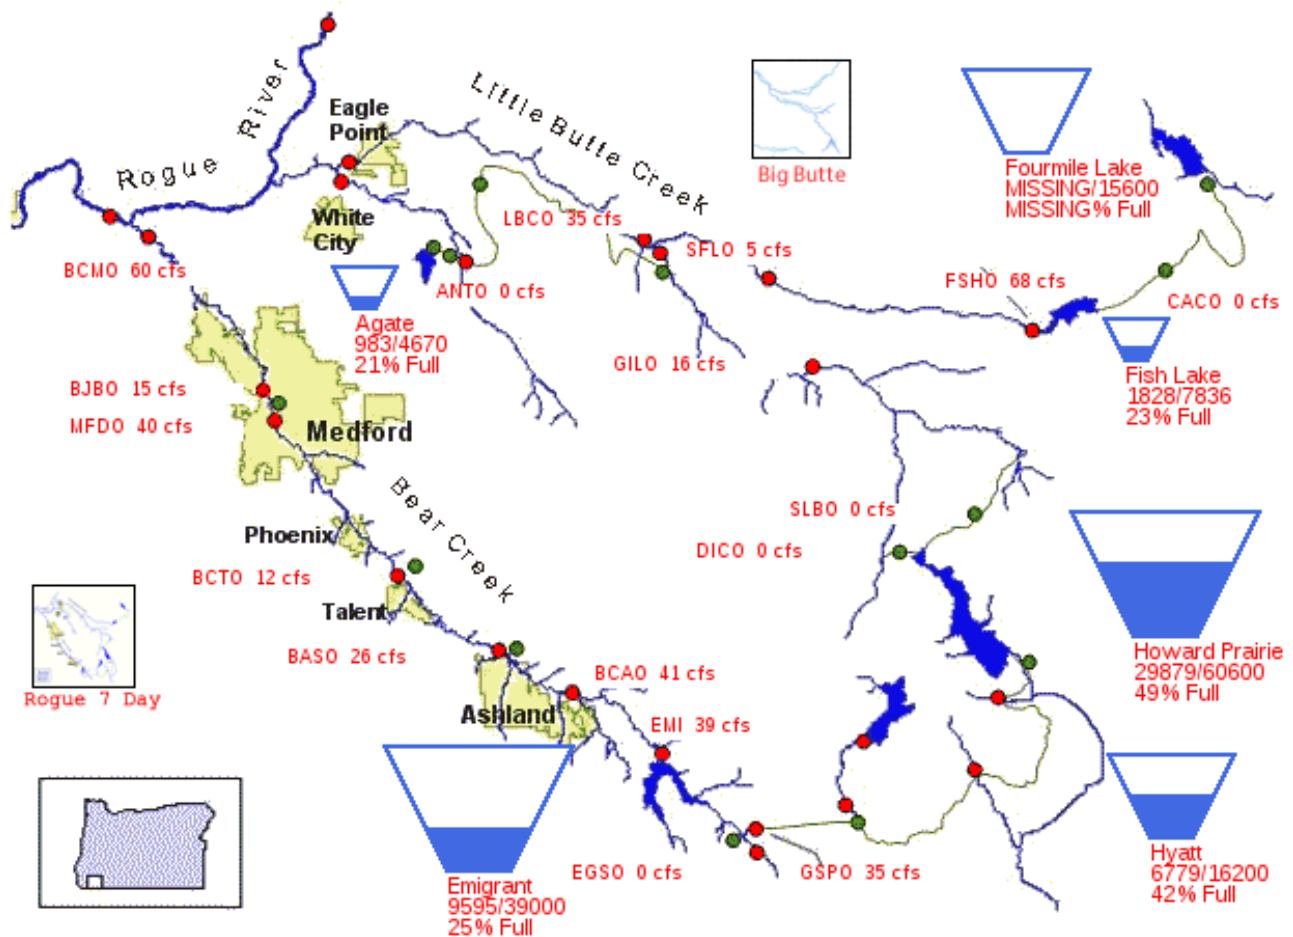 Rogue River
Eagle
Point
Little Butte Creek
Big Butte
Fourmile Lake
MISSING/15600
MISSING% Full
White
City
LBCO 35 cfs
SFLO 5 cfs
BCMO 60 cfs
ANTO 0 cfs
FSHO 68 cfs
CACO 0 cfs
Agate
983/4670
21% Full
GILO 16 cfs
Fish Lake
1828/7836
23% Full
BJBO 15 cfs
MFDO 40 cfs
Medford
Bear Creek
SLBO 0 cfs
Phoenix
DICO 0 cfs
BCTO 12 cfs
Talent
BASO 26 cfs
Howard Prairie
29879/60600
49% Full
Rogue 7 Day
BCAO 41 cfs
Ashland
EMI 39 cfs
EGSO 0 cfs
GSPO 35 cfs
Hyatt
6779/16200
42% Full
Emigrant
9595/39000
25% Full